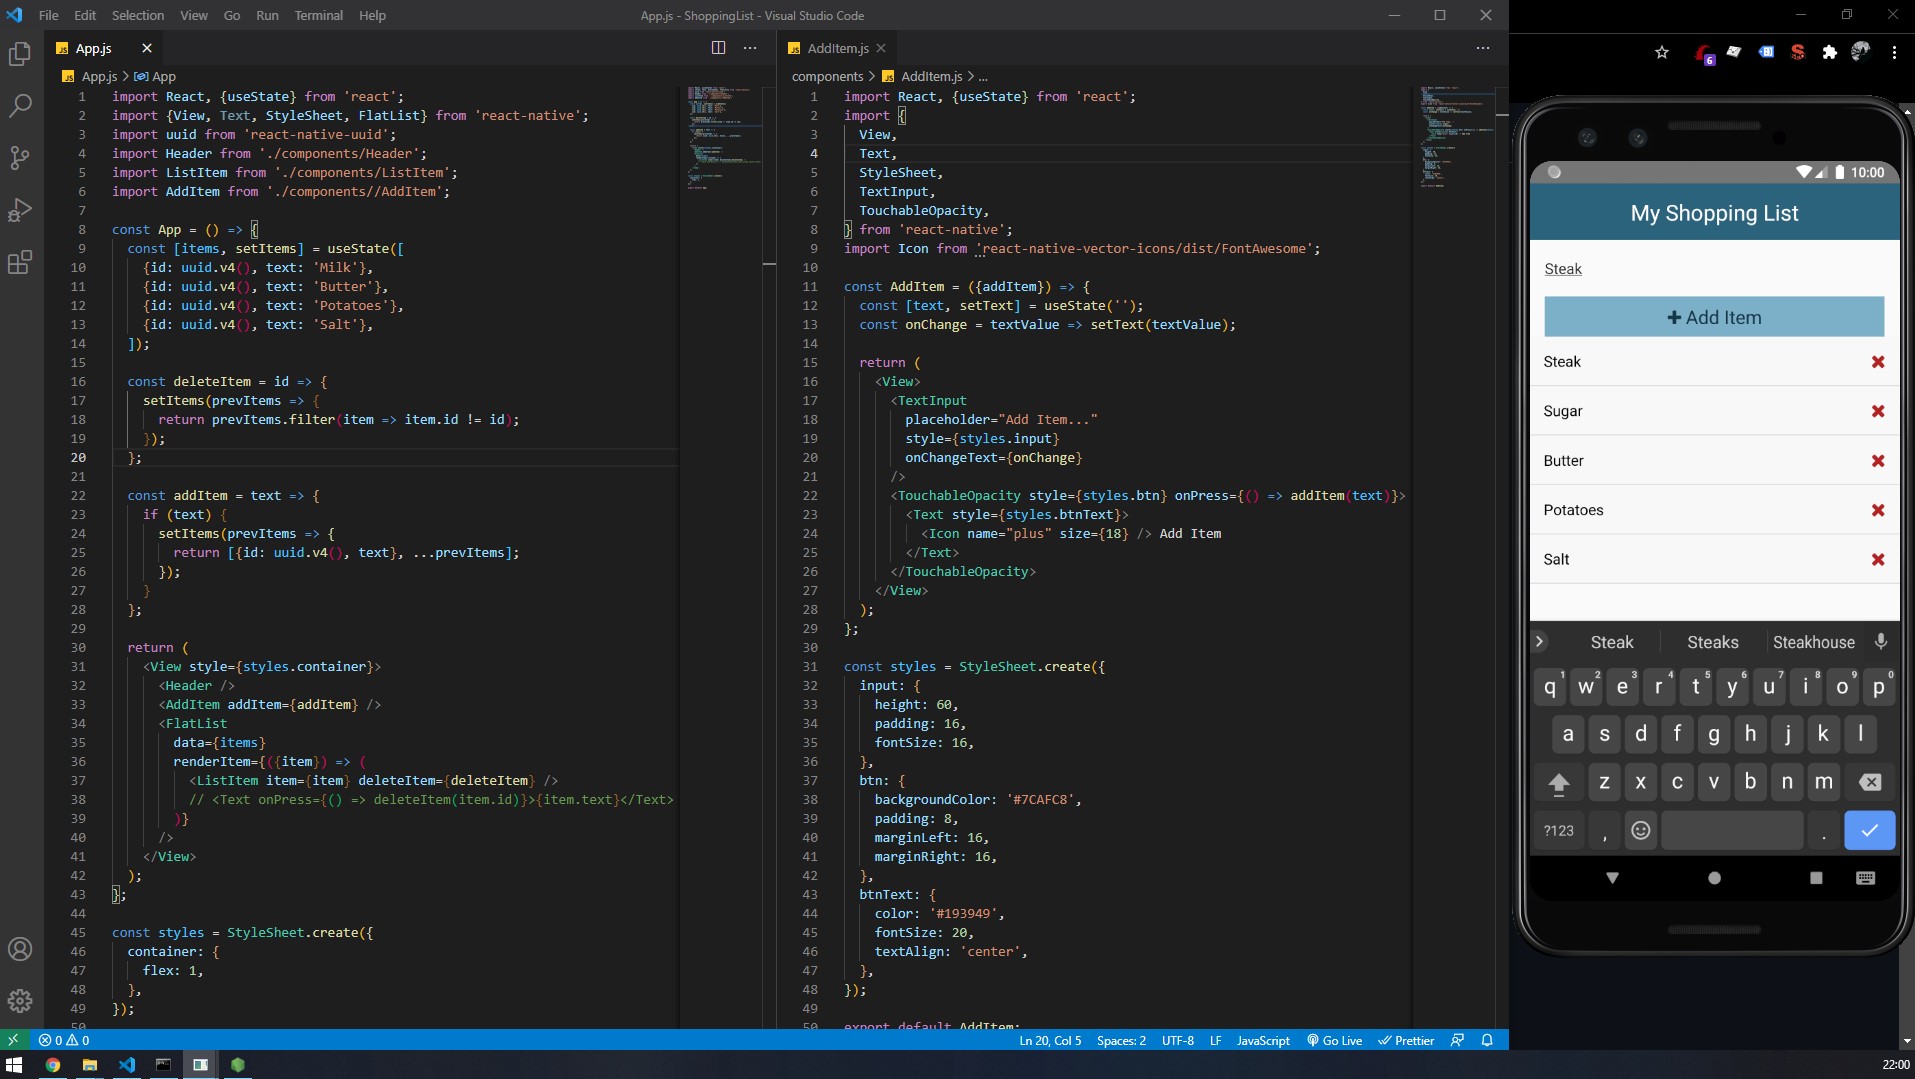 File Edit Selection View Go Run Terminal Help
App.js - ShoppingList - Visual Studio Code
JS App.js
JS App.js > App
1 import React, {useState} from 'react';
2 import {View, Text, StyleSheet, FlatList} from 'react-native';
3 import uuid from 'react-native-uuid';
4 import Header from './components/Header';
5 import ListItem from './components/ListItem';
6 import AddItem from './components//AddItem';
7
8 const App = () => {
9 const [items, setItems] = useState([
10 {id: uuid.v4(), text: 'Milk'},
11 {id: uuid.v4(), text: 'Butter'},
12 {id: uuid.v4(), text: 'Potatoes'},
13 {id: uuid.v4(), text: 'Salt'},
14 ]);
15
16 const deleteItem = id => {
17 setItems(prevItems => {
18 return prevItems.filter(item => item.id != id);
19 });
20 };
21
22 const addItem = text => {
23 if (text) {
24 setItems(prevItems => {
25 return [{id: uuid.v4(), text}, ...prevItems];
26 });
27 }
28 };
29
30 return (
31 <View style={styles.container}>
32 <Header />
33 <AddItem addItem={addItem} />
34 <FlatList
35 data={items}
36 renderItem={({item}) => (
37 <ListItem item={item} deleteItem={deleteItem} />
38 // <Text onPress={() => deleteItem(item.id)}>{item.text}</Text>
39 )}
40 />
41 </View>
42 );
43 };
44
45 const styles = StyleSheet.create({
46 container: {
47 flex: 1,
48 },
49 });
50
JS AddItem.js
components > JS AddItem.js > ...
1 import React, {useState} from 'react';
2 import {
3 View,
4 Text,
5 StyleSheet,
6 TextInput,
7 TouchableOpacity,
8 } from 'react-native';
9 import Icon from 'react-native-vector-icons/dist/FontAwesome';
10
11 const AddItem = ({addItem}) => {
12 const [text, setText] = useState('');
13 const onChange = textValue => setText(textValue);
14
15 return (
16 <View>
17 <TextInput
18 placeholder="Add Item..."
19 style={styles.input}
20 onChangeText={onChange}
21 />
22 <TouchableOpacity style={styles.btn} onPress={() => addItem(text)}>
23 <Text style={styles.btnText}>
24 <Icon name="plus" size={18} /> Add Item
25 </Text>
26 </TouchableOpacity>
27 </View>
28 );
29 };
30
31 const styles = StyleSheet.create({
32 input: {
33 height: 60,
34 padding: 16,
35 fontSize: 16,
36 },
37 btn: {
38 backgroundColor: '#7CAFC8',
39 padding: 8,
40 marginLeft: 16,
41 marginRight: 16,
42 },
43 btnText: {
44 color: '#193949',
45 fontSize: 20,
46 textAlign: 'center',
47 },
48 });
49
50 export default AddItem;
6
10:00
My Shopping List
Steak
+ Add Item
Steak
Sugar
Butter
Potatoes
Salt
Steak Steaks Steakhouse
q1 w2 e3 r4 t5 y6 u7 i8 o9 p0
a s d f g h j k l
z x c v b n m
?123 , .
0 0 Ln 20, Col 5 Spaces: 2 UTF-8 LF JavaScript Go Live Prettier
22:00